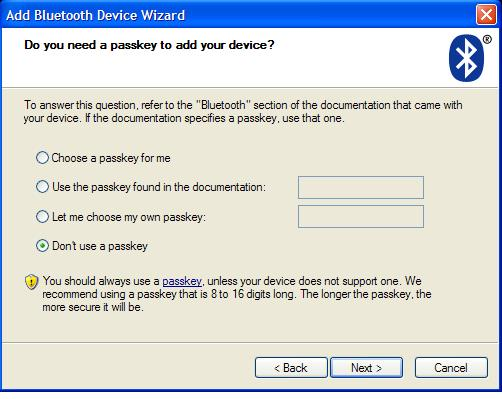 Add Bluetooth Device Wizard
Do you need a passkey to add your device?
®
To answer this question, refer to the "Bluetooth" section of the documentation that came with
your device. If the documentation specifies a passkey, use that one.
Choose a passkey for me
Use the passkey found in the documentation:
Let me choose my own passkey:
Don't use a passkey
You should always use a passkey, unless your device does not support one. We
recommend using a passkey that is 8 to 16 digits long. The longer the passkey, the
more secure it will be.
< Back Next > Cancel